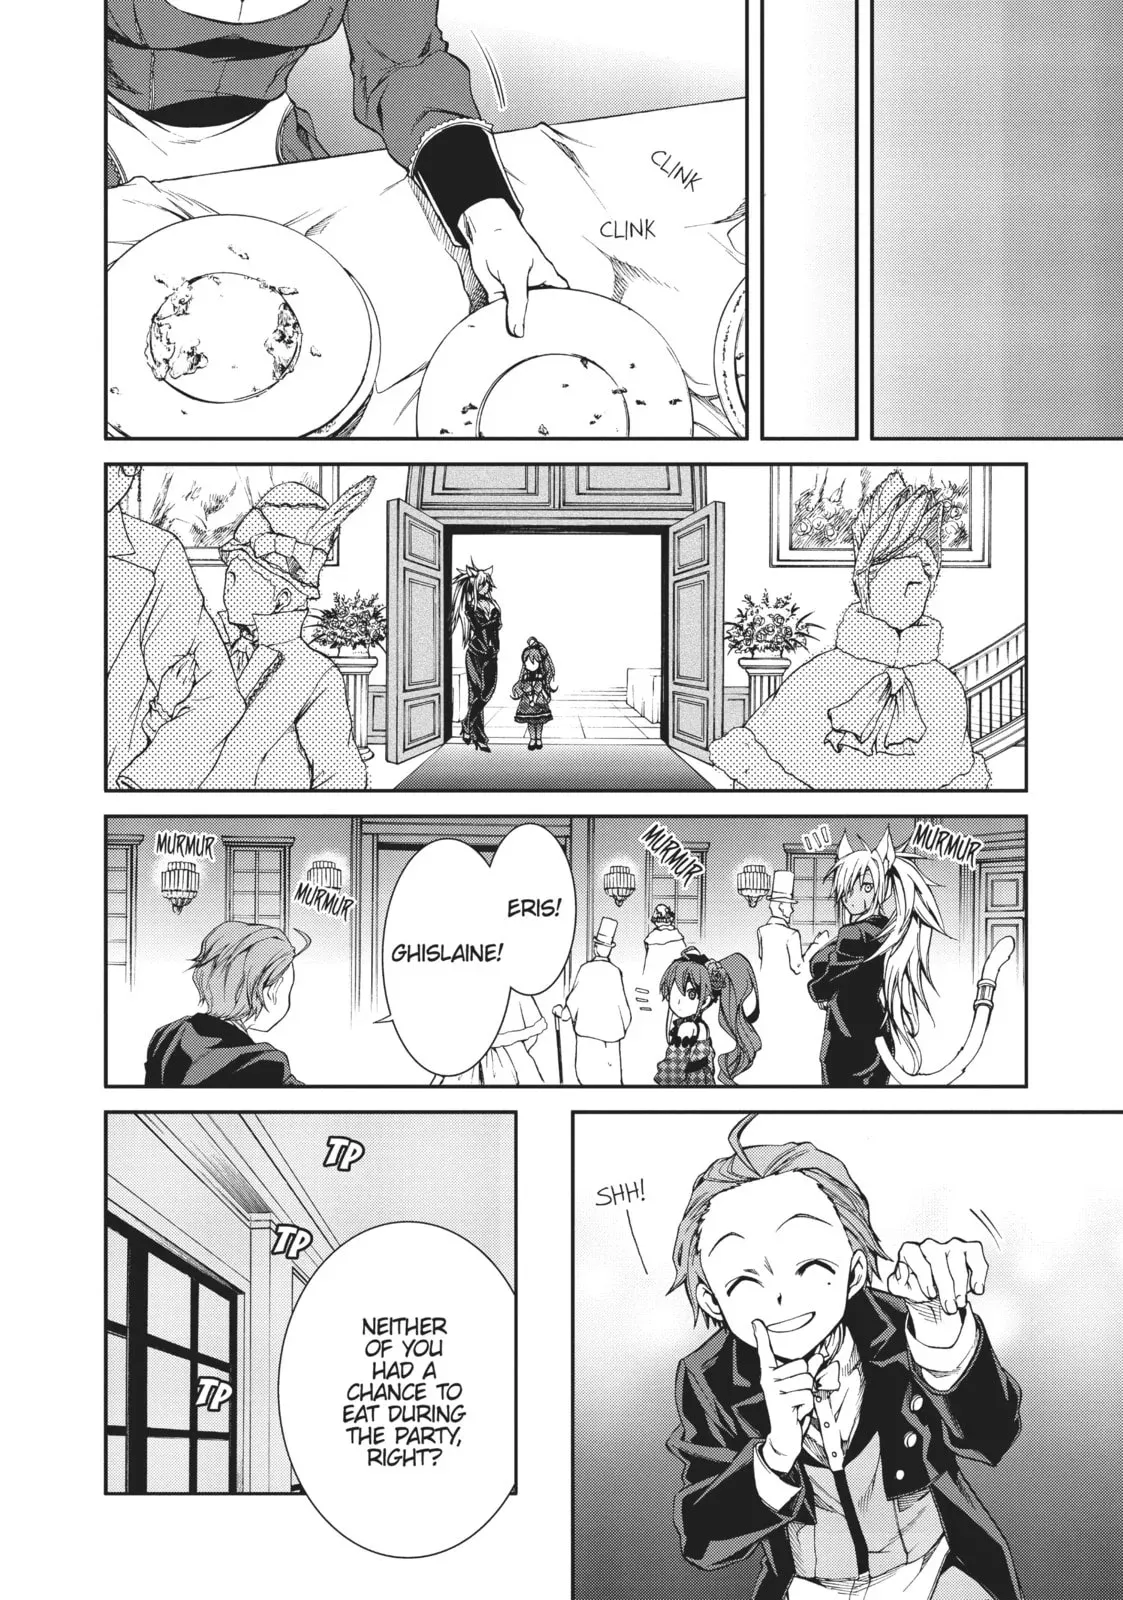 CLINK
CLINK
MURMUR
MURMUR
ERIS!
GHISLAINE!
MURMUR
MURMUR
SHH!
TP
TP
TP
NEITHER
OF YOU
HAD A
CHANCE TO
EAT DURING
THE PARTY,
RIGHT?